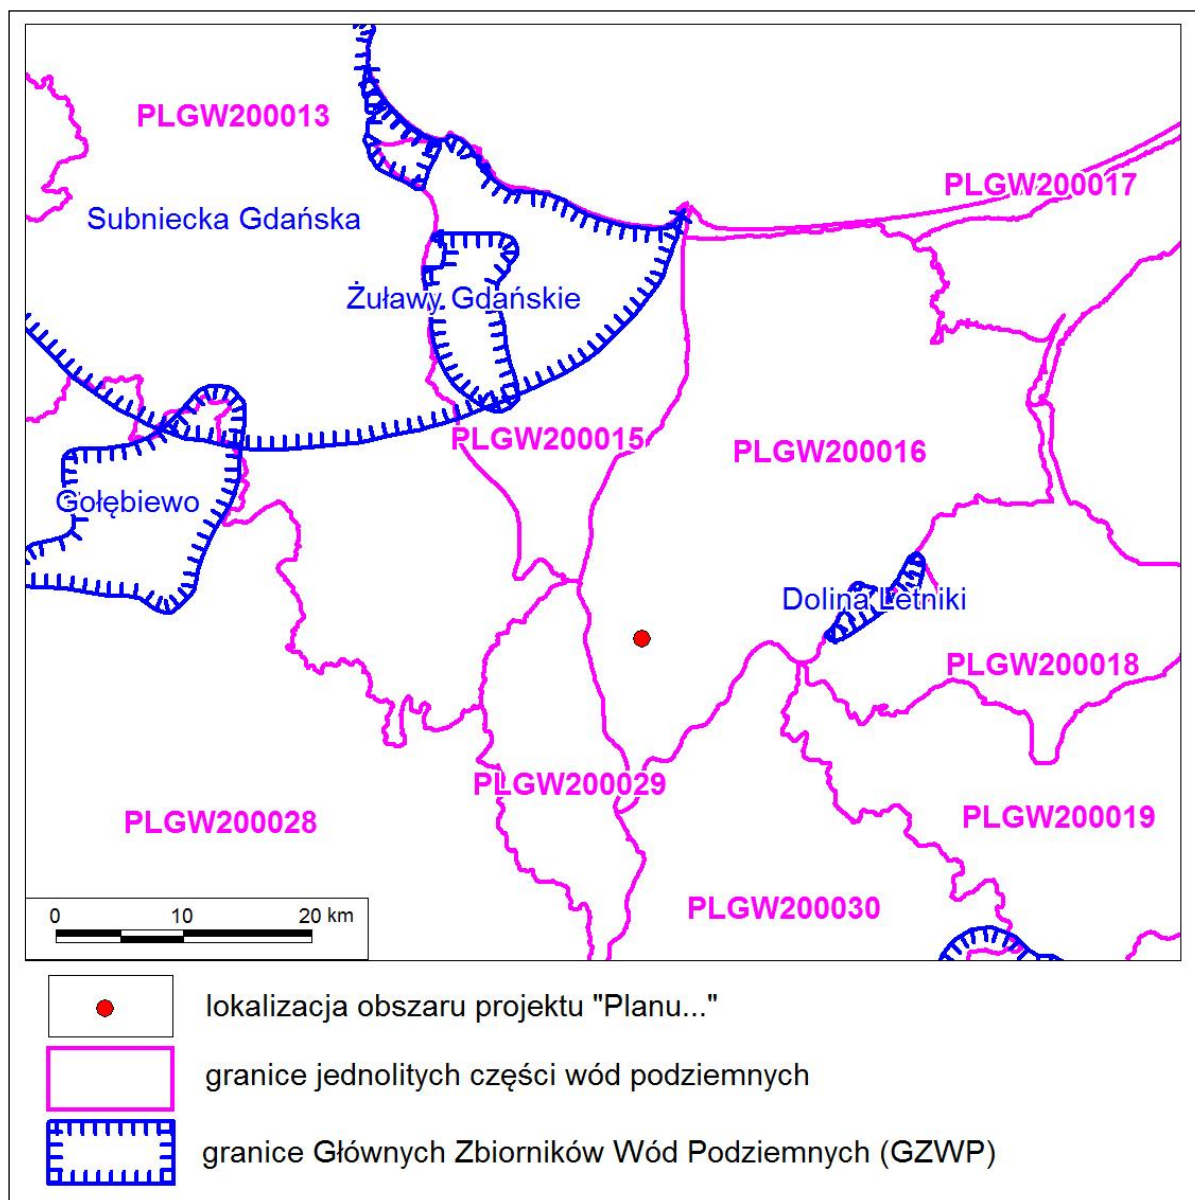 PLGW200013
PLGW200017
Subniecka Gdańska
Żuławy Gdańskie
PLGW200015
PLGW200016
Gołębiewo
Dolina Letniki
PLGW200018
PLGW200029
PLGW200028
PLGW200019
PLGW200030
0 10 20 km
lokalizacja obszaru projektu "Planu..."
granice jednolitych części wód podziemnych
granice Głównych Zbiorników Wód Podziemnych (GZWP)